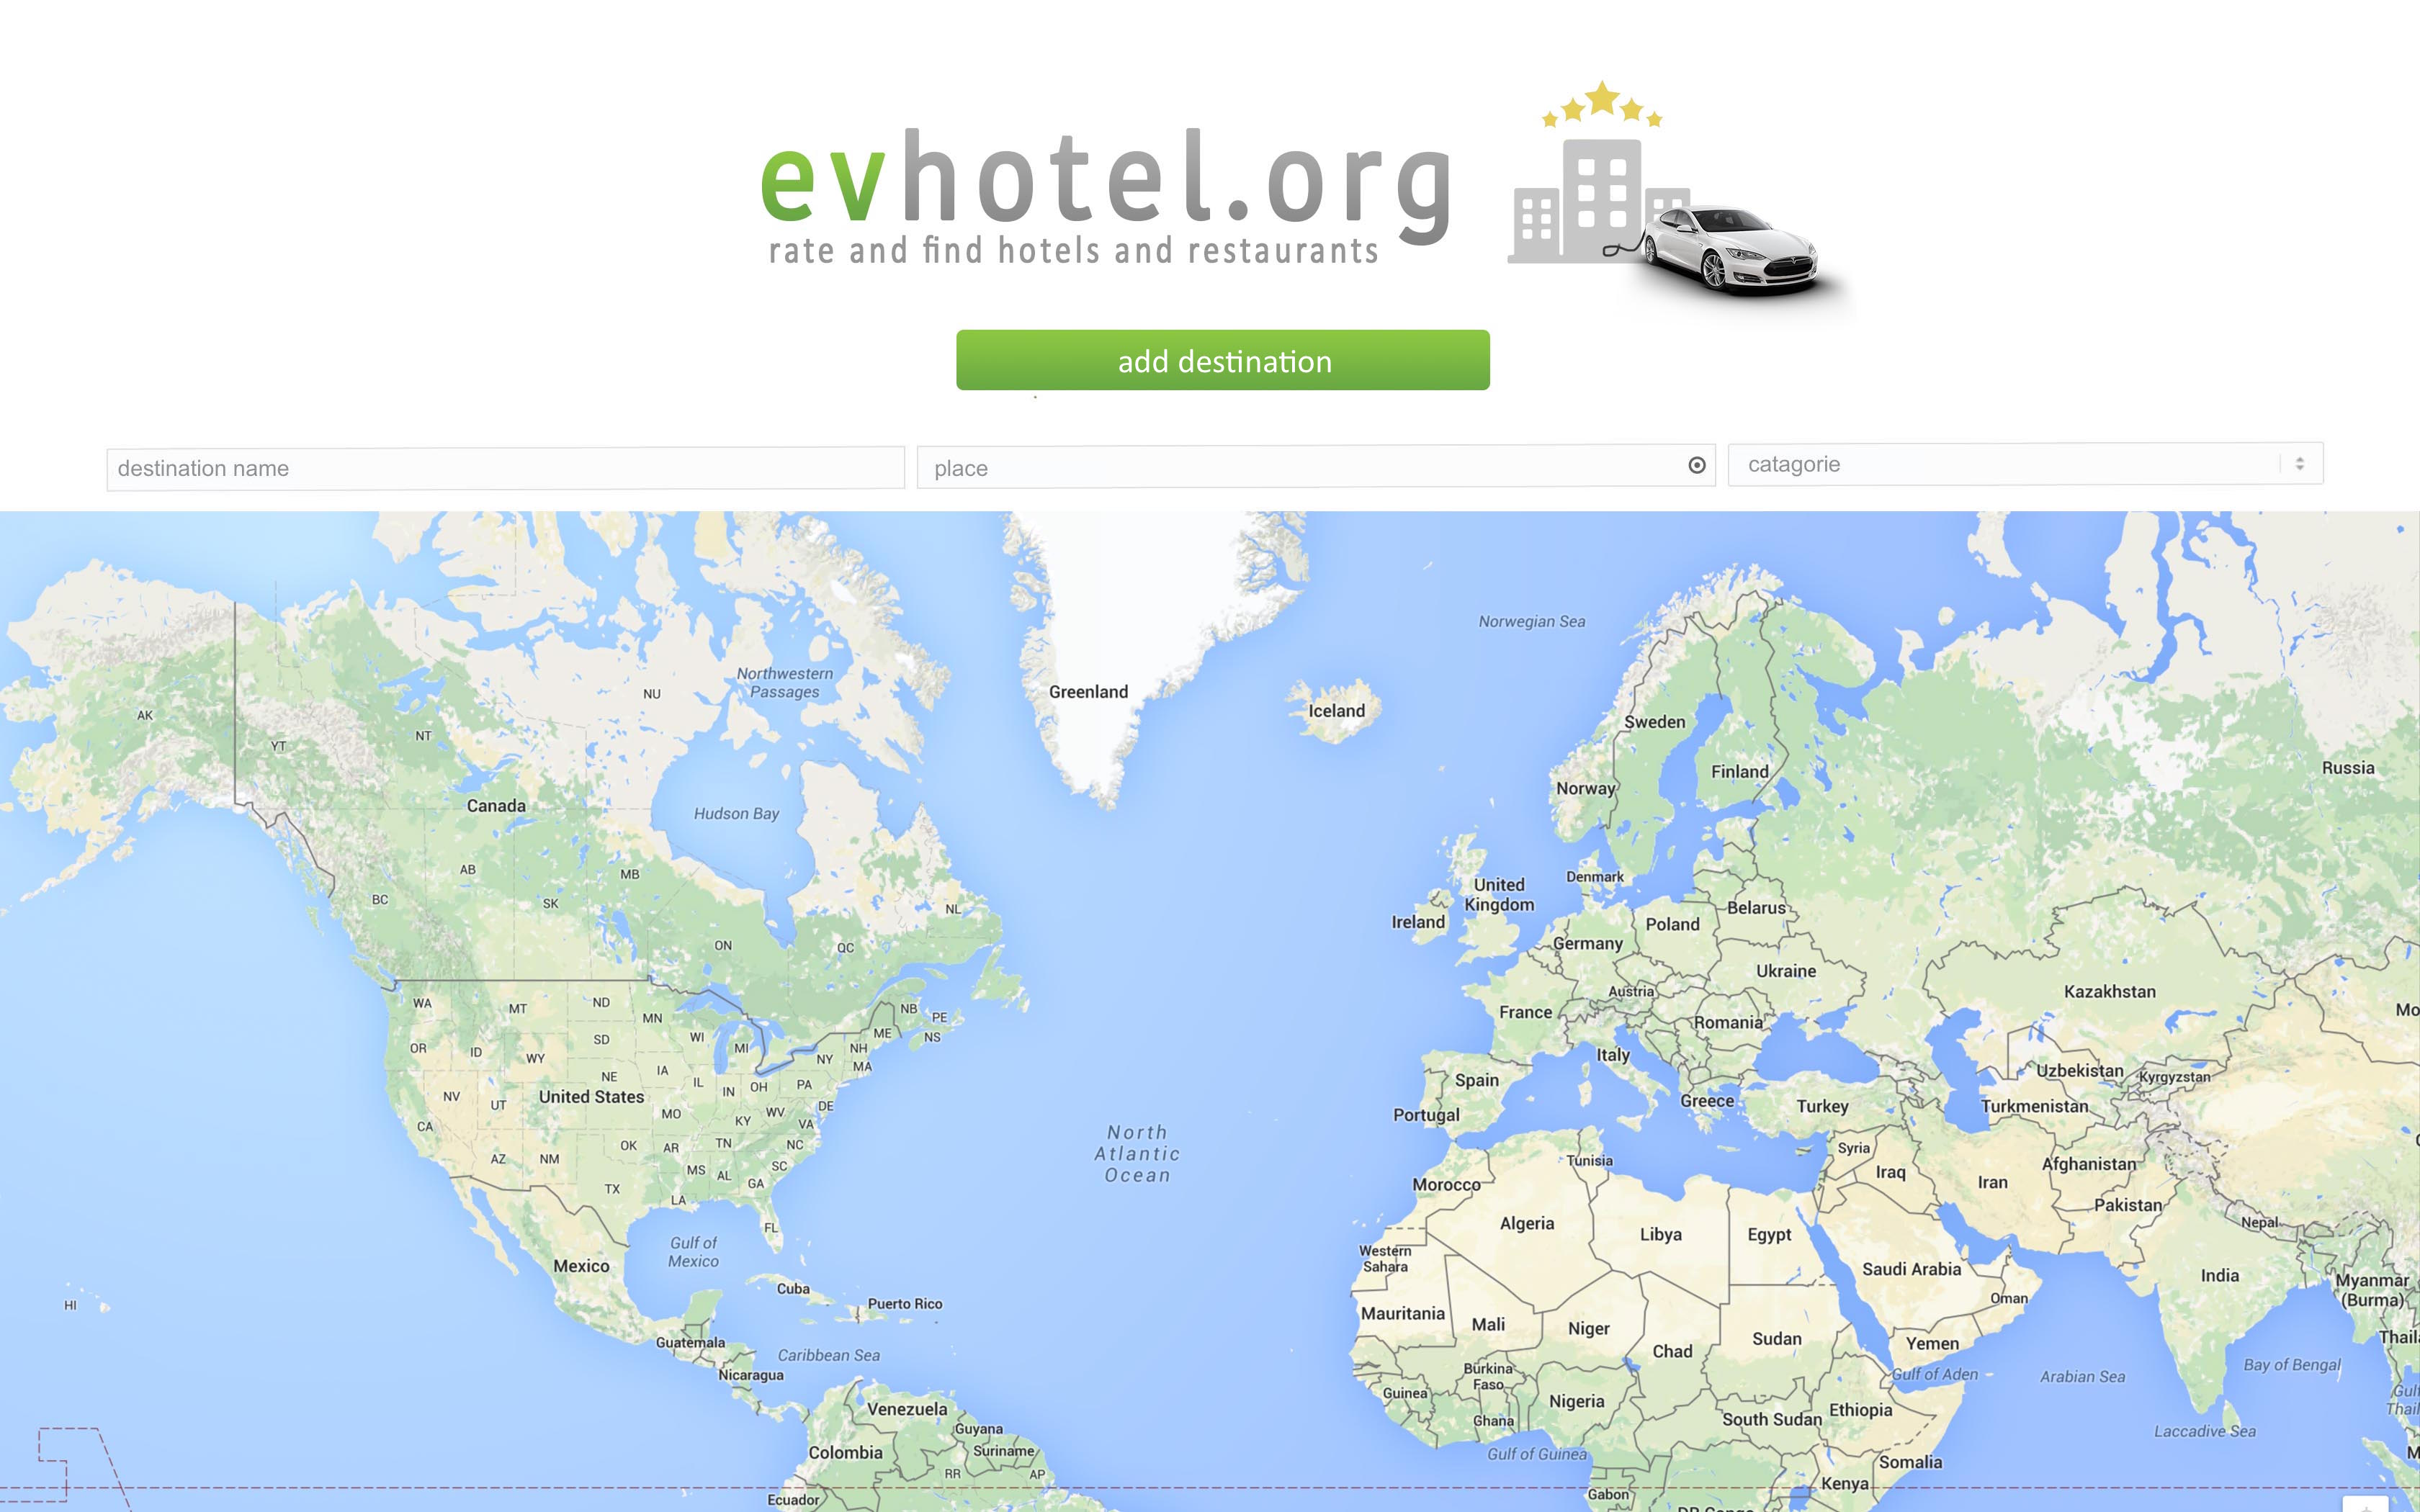 evhotel.org
rate and find hotels and restaurants
add destination
destination name
place
catagorie
Norwegian Sea
Northwestern
Passages
NU
Greenland
Iceland
AK
YT
NT
Sweden
Finland
Russia
Norway
Canada
Hudson Bay
AB
MB
Denmark
United
Kingdom
BC
SK
NL
Ireland
Belarus
Poland
ON
QC
Germany
Ukraine
Austria
Kazakhstan
WA
MT
ND
MN
NB
PE
France
Romania
Mo
OR
ID
WY
SD
WI
MI
NY
NH
ME
NS
MA
Italy
NE
IA
IL
IN
OH
PA
Spain
Uzbekistan
Kyrgyzstan
NV
UT
United States
MO
KY
WV
DE
VA
Portugal
Greece
Turkey
Turkmenistan
CA
OK
AR
TN
NC
North
Atlantic
Ocean
Syria
AZ
NM
MS
AL
SC
GA
Tunisia
Iraq
Afghanistan
TX
LA
Morocco
Iran
Pakistan
FL
Algeria
Libya
Egypt
Nepal
Gulf of
Mexico
Western
Sahara
Mexico
Saudi Arabia
India
Myanmar
(Burma)
HI
Cuba
Puerto Rico
Oman
Mauritania
Mali
Niger
Sudan
Yemen
Thail
Guatemala
Caribbean Sea
Chad
Nicaragua
Burkina
Faso
Gulf of Aden
Arabian Sea
Bay of Bengal
Guinea
Nigeria
Gulf
Thail
Venezuela
Ghana
South Sudan
Ethiopia
Guyana
Laccadive Sea
Colombia
Suriname
Gulf of Guinea
Somalia
M
RR
AP
Kenya
Ecuador
Gabon
DR Congo